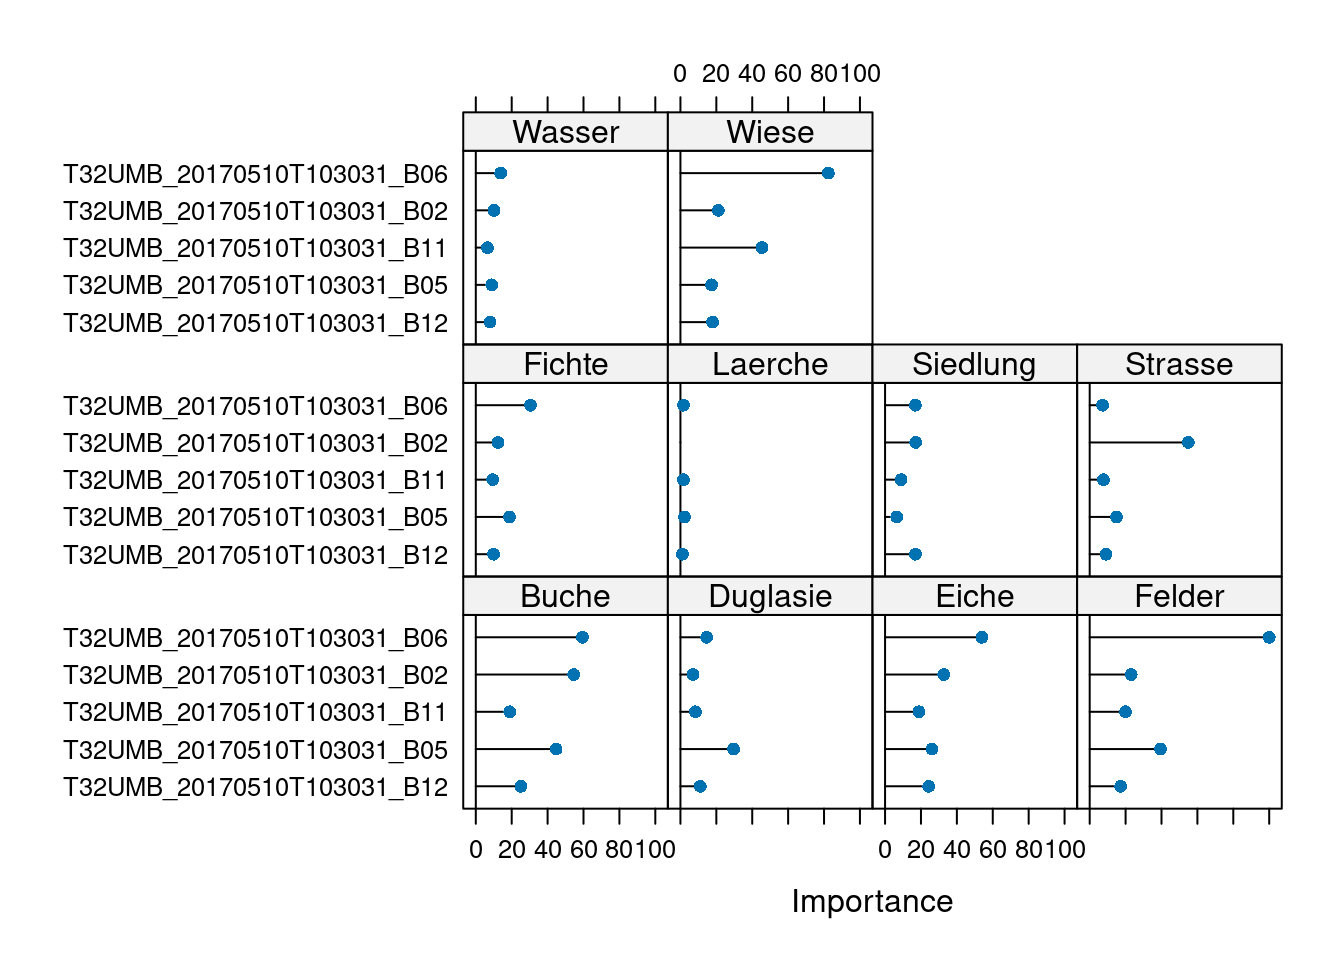 0 20 40 60 80 100
Wasser Wiese
T32UMB_20170510T103031_B06
T32UMB_20170510T103031_B02
T32UMB_20170510T103031_B11
T32UMB_20170510T103031_B05
T32UMB_20170510T103031_B12
Fichte Laerche Siedlung Strasse
T32UMB_20170510T103031_B06
T32UMB_20170510T103031_B02
T32UMB_20170510T103031_B11
T32UMB_20170510T103031_B05
T32UMB_20170510T103031_B12
Buche Duglasie Eiche Felder
T32UMB_20170510T103031_B06
T32UMB_20170510T103031_B02
T32UMB_20170510T103031_B11
T32UMB_20170510T103031_B05
T32UMB_20170510T103031_B12
0 20 40 60 80 100 0 20 40 60 80 100
Importance